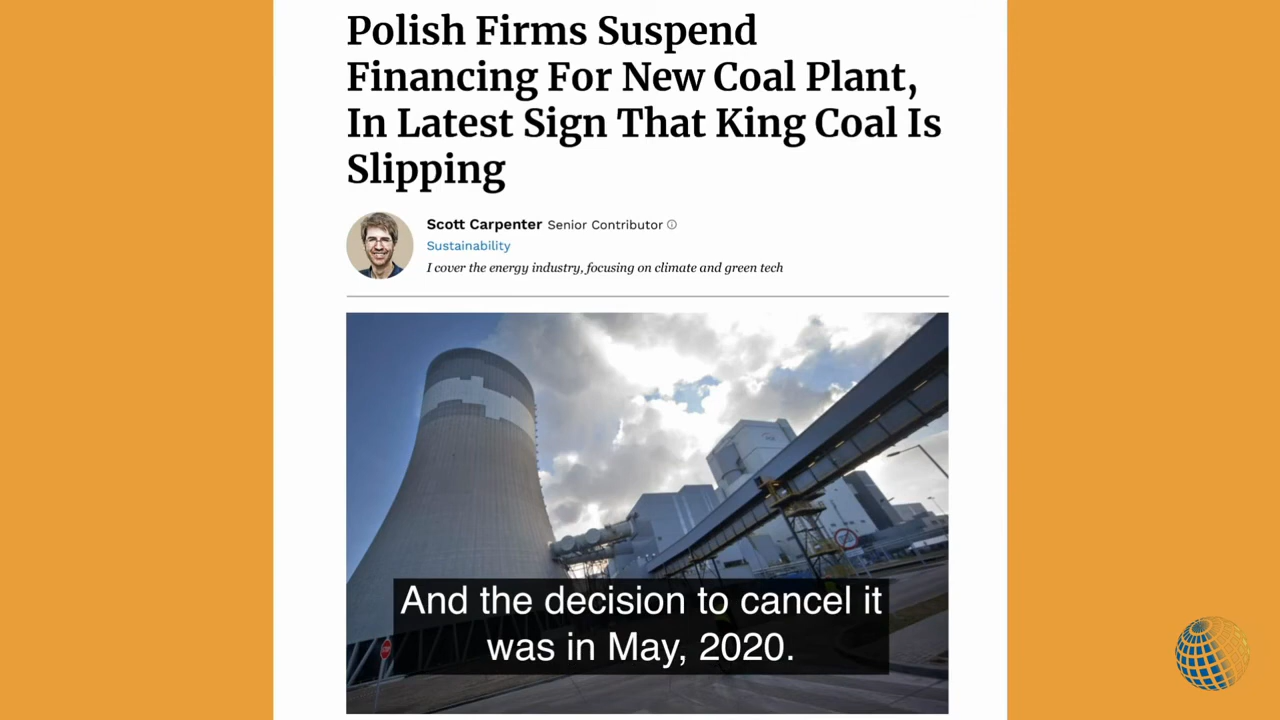 Polish Firms Suspend
Financing For New Coal Plant,
In Latest Sign That King Coal Is
Slipping
Scott Carpenter Senior Contributor
Sustainability
I cover the energy industry, focusing on climate and green tech
And the decision to cancel it
was in May, 2020.